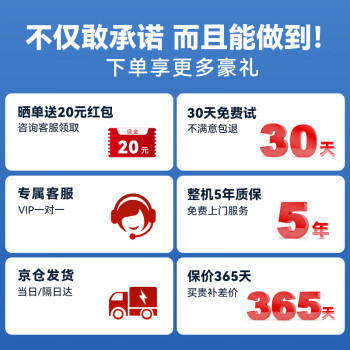 不仅敢承诺 而且能做到!
下单享更多豪礼
晒单送20元红包
咨询客服领取
现金
20元
30天免费试
不满意包退
30天
专属客服
VIP一对一
整机5年质保
免费上门服务
5年
京仓发货
当日/隔日达
保价365天
买贵补差价
365天